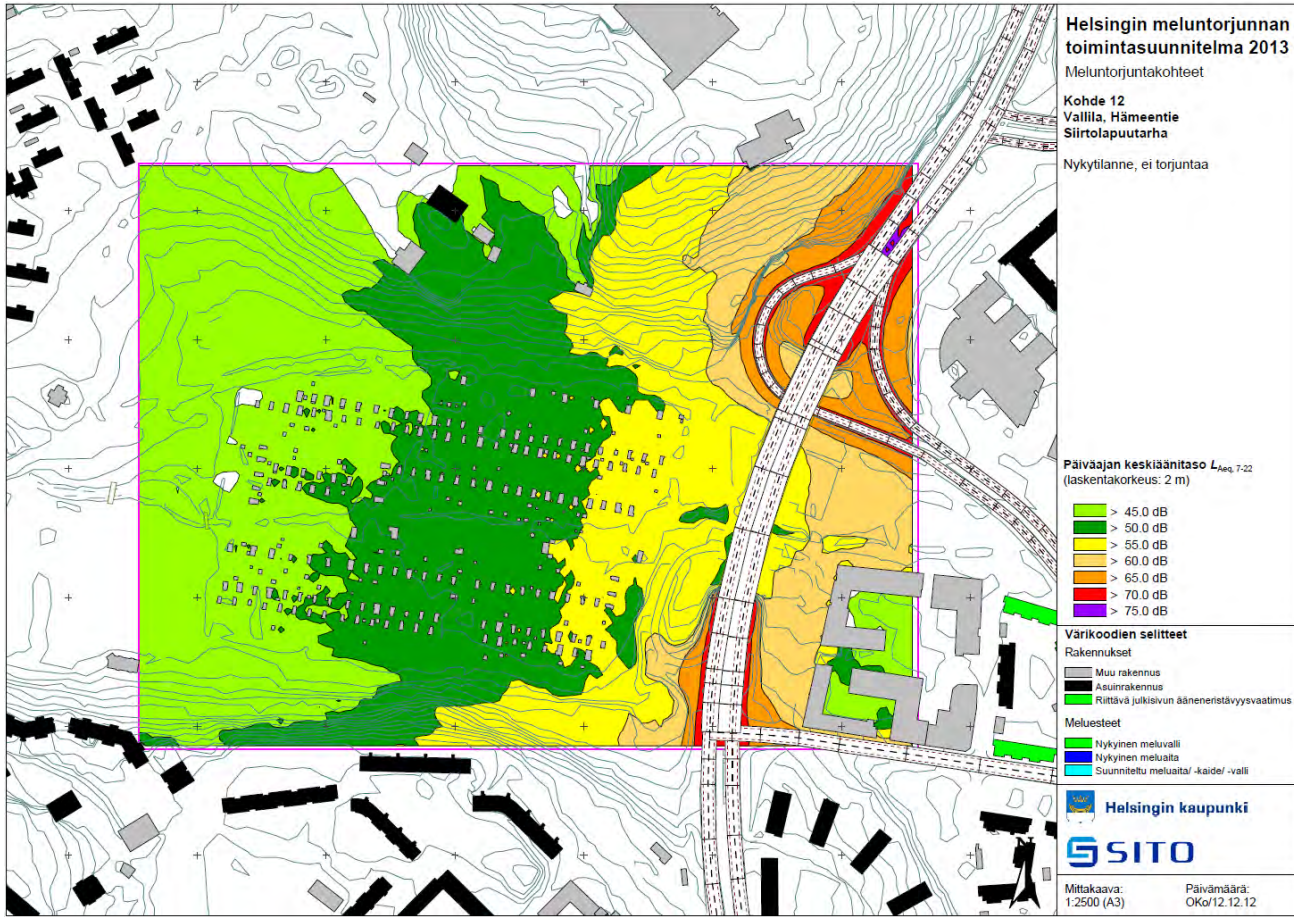 Helsingin meluntorjunnan
toimintasuunnitelma 2013
Meluntorjuntakohteet
Kohde 12
Vallila, Hämeentie
Siirtolapuutarha
Nykytilanne, ei torjuntaa
Päiväajan keskiäänitaso LAeq, 7-22
(laskentakorkeus: 2 m)
> 45.0 dB
> 50.0 dB
> 55.0 dB
> 60.0 dB
> 65.0 dB
> 70.0 dB
> 75.0 dB
Värikoodien selitteet
Rakennukset
Muu rakennus
Asuinrakennus
Riittävä julkisivun ääneneristävyysvaatimus
Meluesteet
Nykyinen meluvalli
Nykyinen meluaita
Suunniteltu meluaita/ -kaide/ -valli
Helsingin kaupunki
SITO
N
Mittakaava: Päivämäärä:
1:2500 (A3) OKo/12.12.12